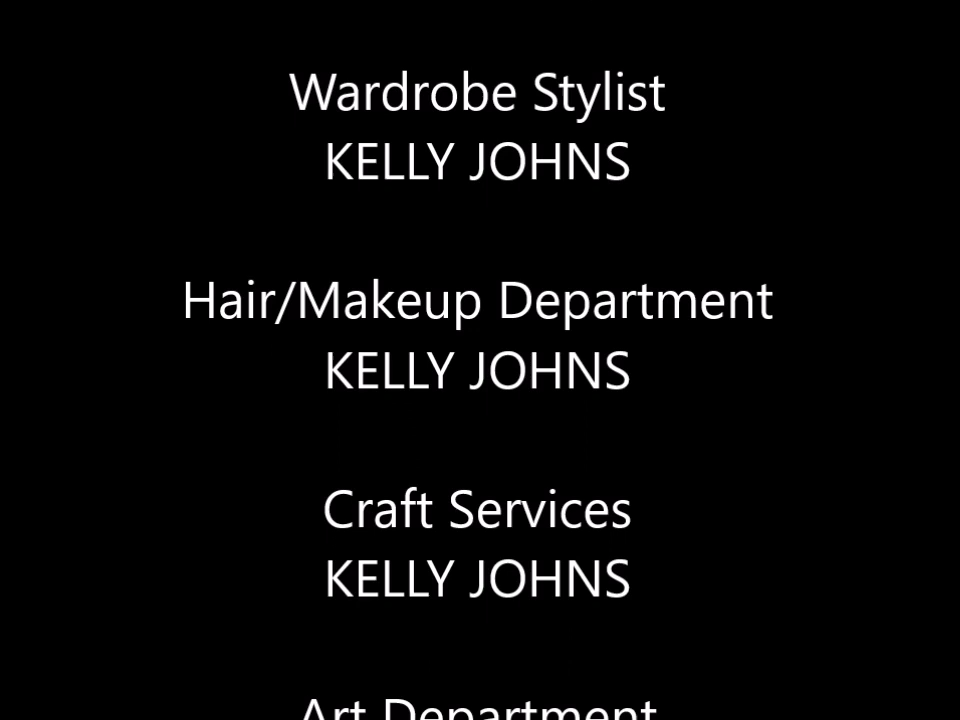 Wardrobe Stylist
KELLY JOHNS
Hair/Makeup Department
KELLY JOHNS
Craft Services
KELLY JOHNS
Art Department